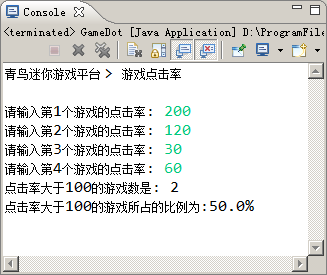 Console
<terminated> GameDot [Java Application] D:\ProgramFile
青鸟迷你游戏平台 > 游戏点击率
请输入第1个游戏的点击率: 200
请输入第2个游戏的点击率: 120
请输入第3个游戏的点击率: 30
请输入第4个游戏的点击率: 60
点击率大于100的游戏数是: 2
点击率大于100的游戏所占的比例为:50.0%